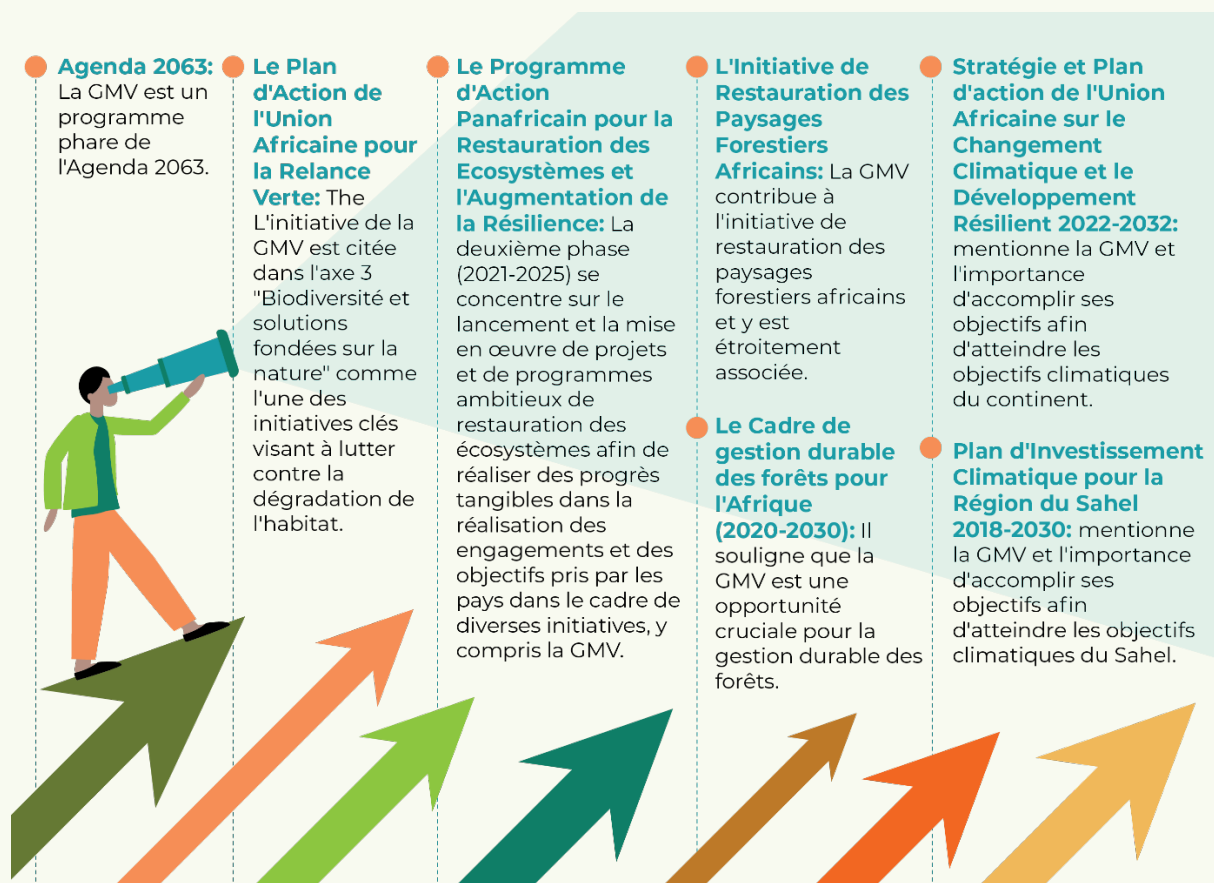 Agenda 2063:
La GMV est un
programme
phare de
l'Agenda 2063.
Le Plan
d'Action de
l'Union
Africaine pour
la Relance
Verte: The
L'initiative de la
GMV est citée
dans l'axe 3
"Biodiversité et
solutions
fondées sur la
nature" comme
l'une des
initiatives clés
visant à lutter
contre la
dégradation de
l'habitat.
Le Programme
d'Action
Panafricain pour la
Restauration des
Ecosystèmes et
l'Augmentation de
la Résilience: La
deuxième phase
(2021-2025) se
concentre sur le
lancement et la mise
en œuvre de projets
et de programmes
ambitieux de
restauration des
écosystèmes afin de
réaliser des progrès
tangibles dans la
réalisation des
engagements et des
objectifs pris par les
pays dans le cadre de
diverses initiatives, y
compris la GMV.
L'Initiative de
Restauration des
Paysages
Forestiers
Africains: La GMV
contribue à
l'initiative de
restauration des
paysages
forestiers africains
et y est
étroitement
associée.
Le Cadre de
gestion durable
des forêts pour
l'Afrique
(2020-2030): Il
souligne que la
GMV est une
opportunité
cruciale pour la
gestion durable des
forêts.
Stratégie et Plan
d'action de l'Union
Africaine sur le
Changement
Climatique et le
Développement
Résilient 2022-2032:
mentionne la GMV et
l'importance
d'accomplir ses
objectifs afin
d'atteindre les
objectifs climatiques
du continent.
Plan d'Investissement
Climatique pour la
Région du Sahel
2018-2030: mentionne
la GMV et l'importance
d'accomplir ses
objectifs afin
d'atteindre les objectifs
climatiques du Sahel.